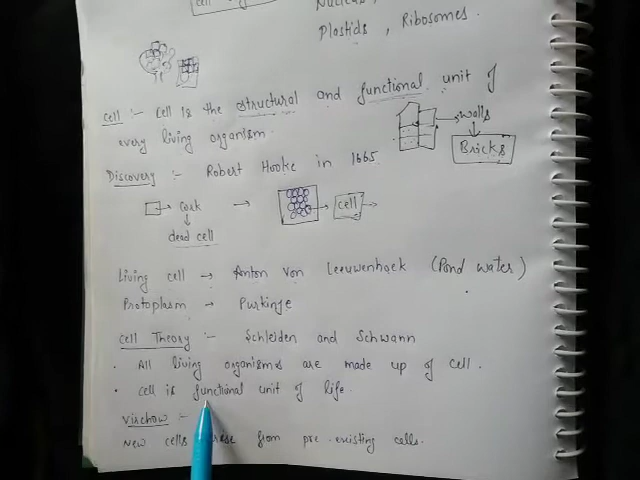 Nucleus,
Plastids, Ribosomes.
Cell :- Cell is the structural and functional unit of
every living organism.
walls
Bricks
Discovery :- Robert Hooke in 1665.
Cork
cell
dead cell
Living cell → Anton Von Leeuwenhoek (Pond water)
Protoplasm → Purkinje
Cell Theory :- Schleiden and Schwann
. All living organisms are made up of cell.
. Cell is functional unit of life.
Virchow :-
New cells from pre-existing cells.